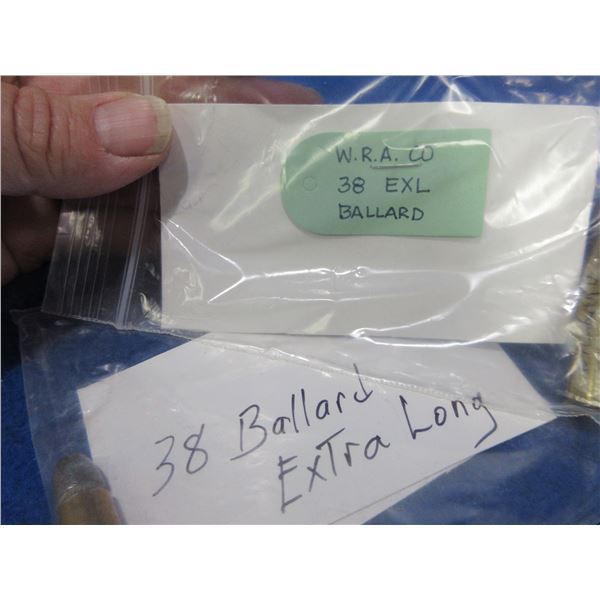 W.R.A. CO
38 EXL
BALLARD
38 Ballard
ExTra Long